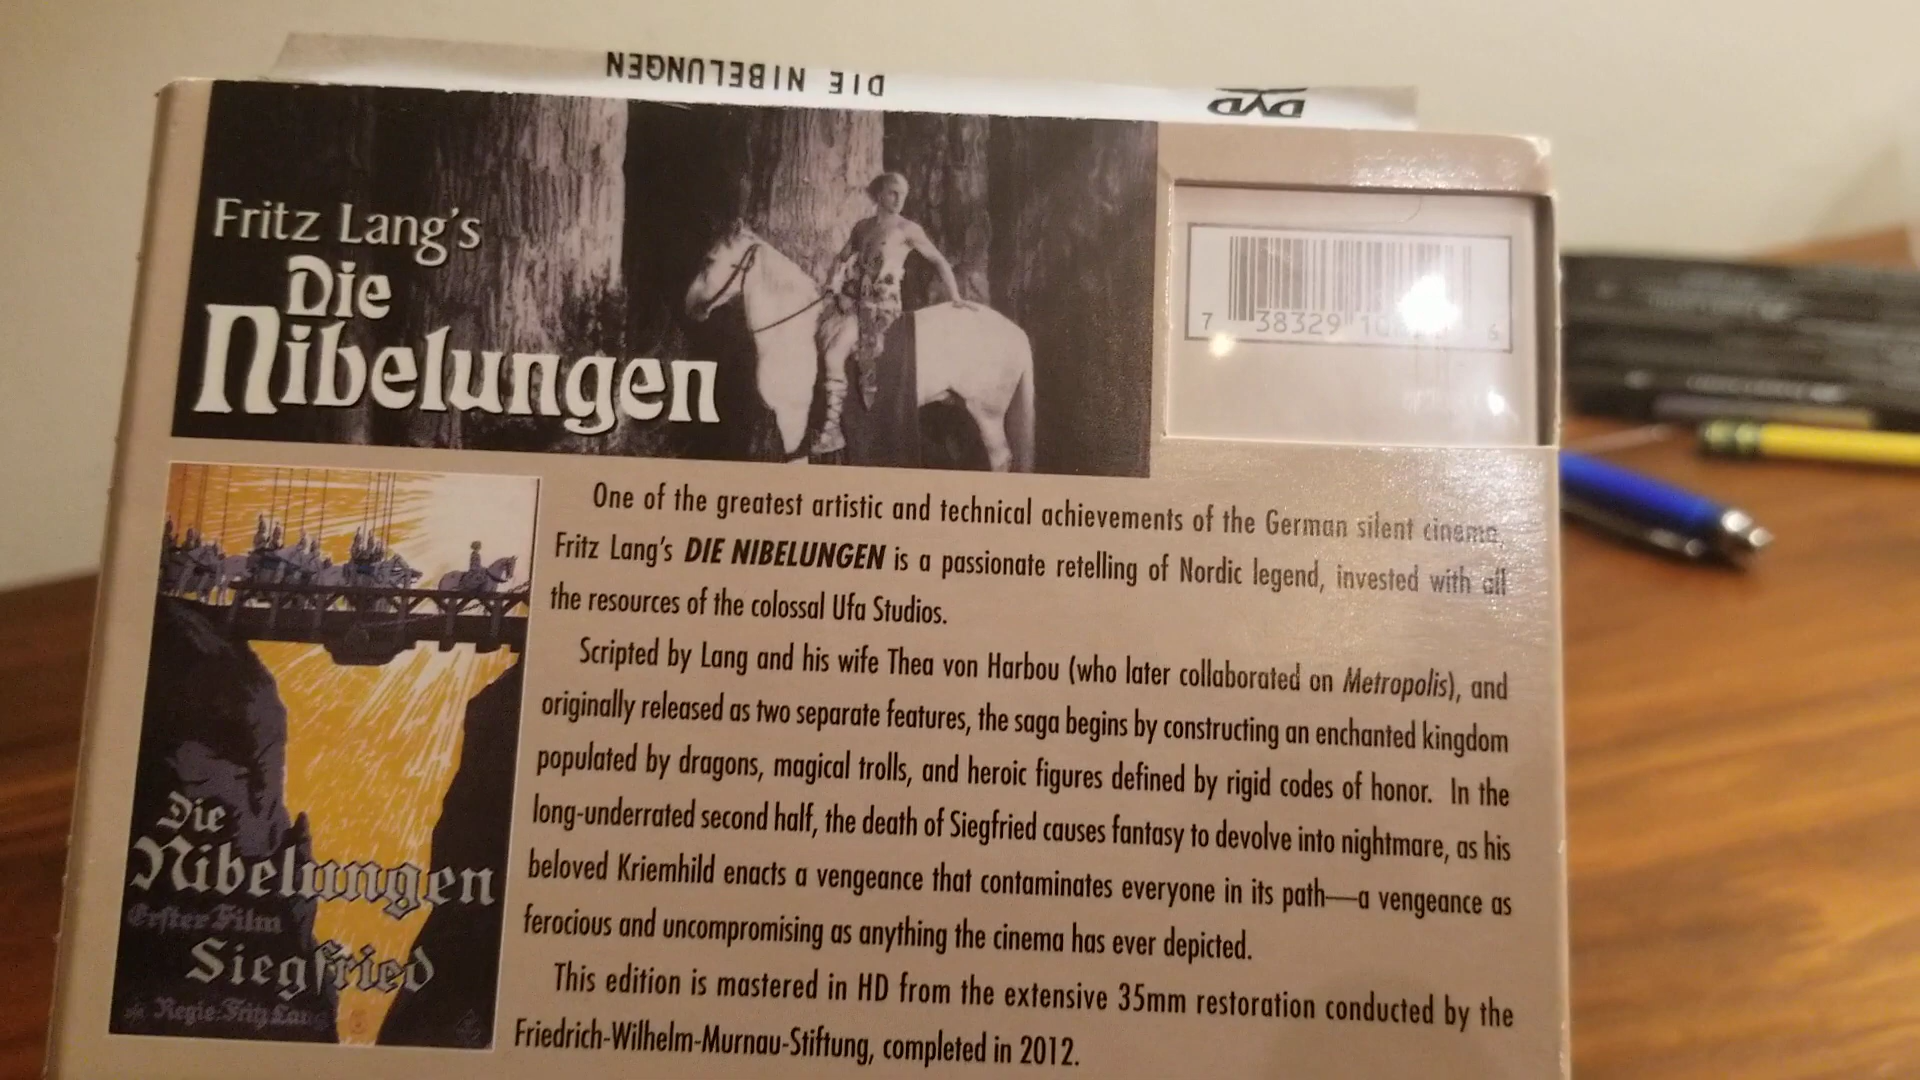 DIE NIBELUNGEN
DVD
Fritz Lang's
Die
Nibelungen
7 38329 6
One of the greatest artistic and technical achievements of the German silent cinema,
Fritz Lang's DIE NIBELUNGEN is a passionate retelling of Nordic legend, invested with all
the resources of the colossal Ufa Studios.
Scripted by Lang and his wife Thea von Harbou (who later collaborated on Metropolis), and
originally released as two separate features, the saga begins by constructing an enchanted kingdom
populated by dragons, magical trolls, and heroic figures defined by rigid codes of honor. In the
long-underrated second half, the death of Siegfried causes fantasy to devolve into nightmare, as his
beloved Kriemhild enacts a vengeance that contaminates everyone in its path—a vengeance as
ferocious and uncompromising as anything the cinema has ever depicted.
This edition is mastered in HD from the extensive 35mm restoration conducted by the
Friedrich-Wilhelm-Murnau-Stiftung, completed in 2012.
Die
Nibelungen
Erster Film
Siegfried
Regie: Fritz Lang